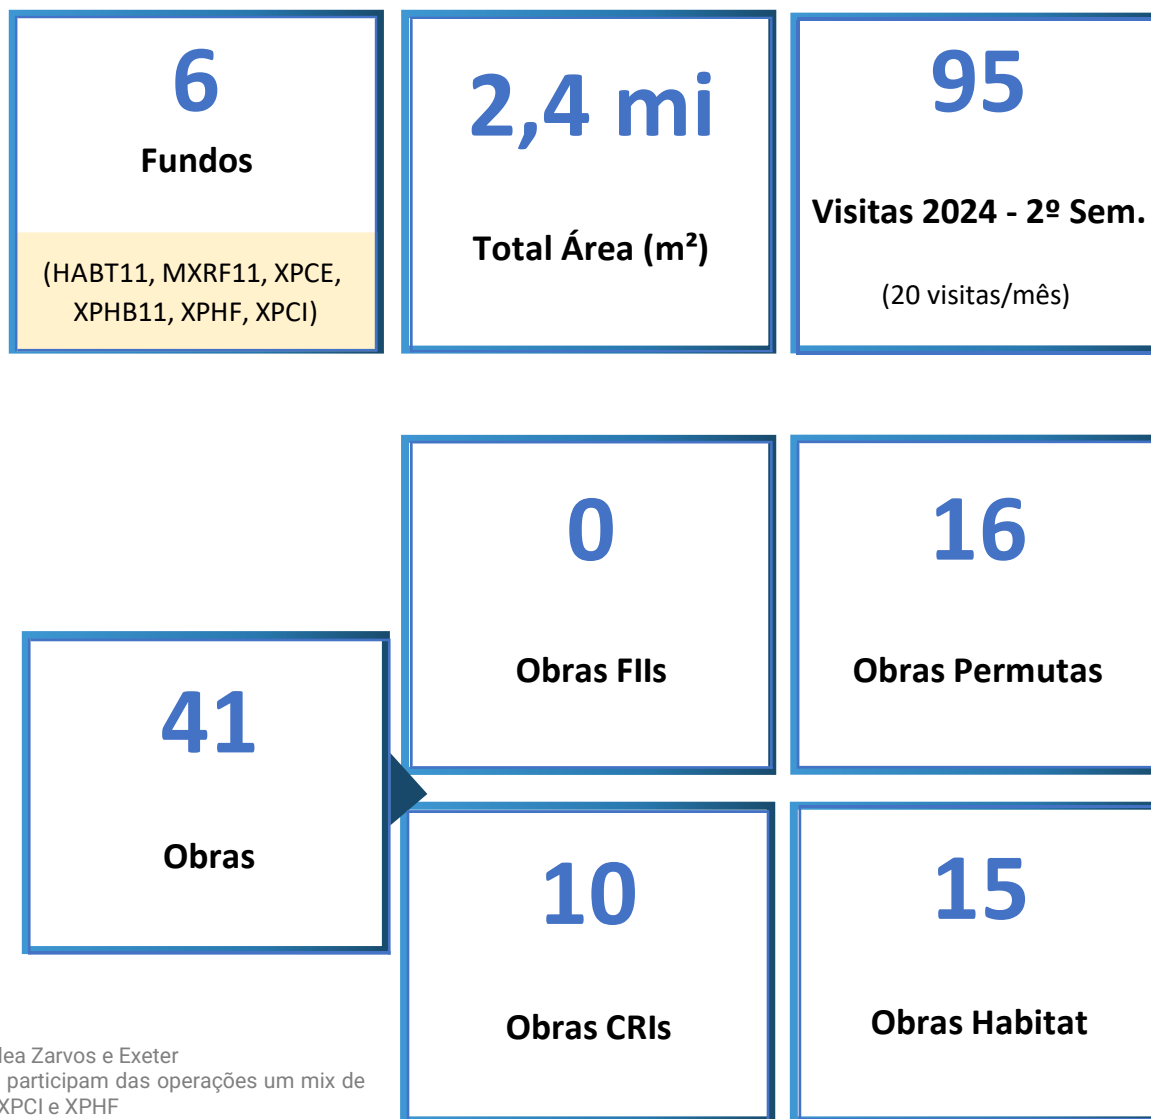 6
Fundos
(HABT11, MXRF11, XPCE,
XPHB11, XPHF, XPCI)
2,4 mi
Total Área (m²)
95
Visitas 2024 - 2º Sem.
(20 visitas/mês)
41
Obras
0
Obras FIIs
16
Obras Permutas
10
Obras CRIs
15
Obras Habitat
Zarvos e Exeter
participam das operações um mix de
XPCI e XPHF